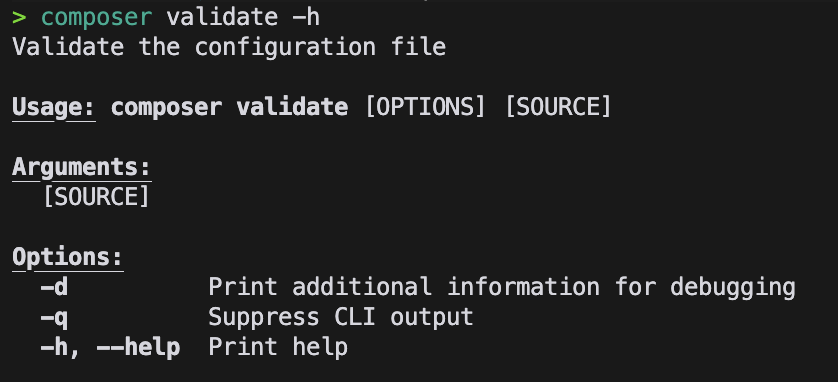 > composer validate -h
Validate the configuration file
Usage: composer validate [OPTIONS] [SOURCE]
Arguments:
[SOURCE]
Options:
-d Print additional information for debugging
-q Suppress CLI output
-h, --help Print help